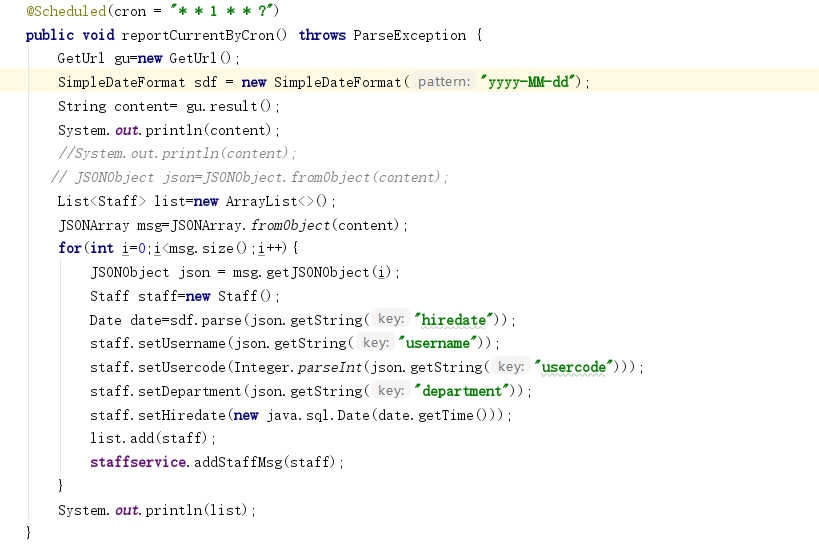 @Scheduled(cron = "* * 1 * * ?")
public void reportCurrentByCron() throws ParseException {
GetUrl gu=new GetUrl();
SimpleDateFormat sdf = new SimpleDateFormat( pattern: "yyyy-MM-dd");
String content= gu.result();
System.out.println(content);
//System.out.println(content);
// JSONObject json=JSONObject.fromObject(content);
List<Staff> list=new ArrayList<>();
JSONArray msg=JSONArray.fromObject(content);
for(int i=0;i<msg.size();i++){
JSONObject json = msg.getJSONObject(i);
Staff staff=new Staff();
Date date=sdf.parse(json.getString( key: "hiredate"));
staff.setUsername(json.getString( key: "username"));
staff.setUsercode(Integer.parseInt(json.getString( key: "usercode")));
staff.setDepartment(json.getString( key: "department"));
staff.setHiredate(new java.sql.Date(date.getTime()));
list.add(staff);
staffservice.addStaffMsg(staff);
}
System.out.println(list);
}